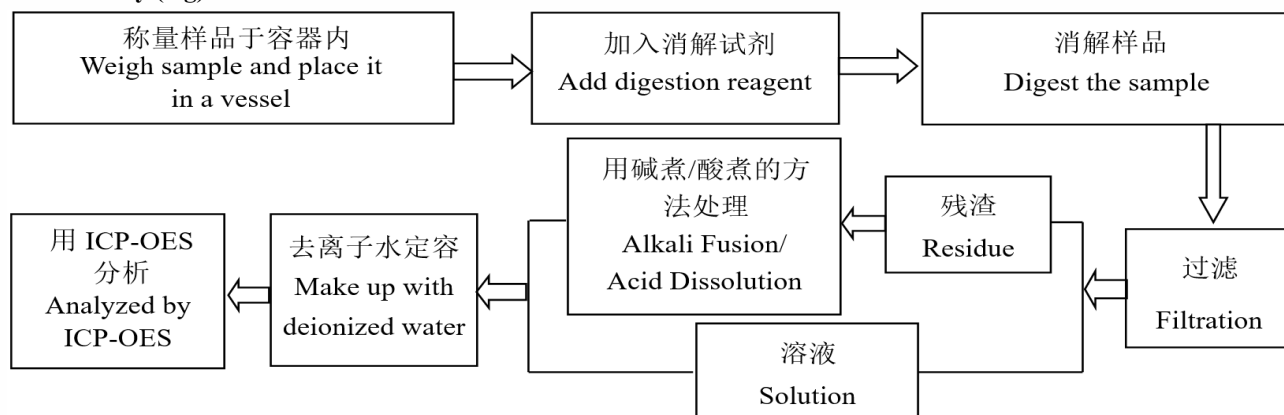 称量样品于容器内
Weigh sample and place it
in a vessel
加入消解试剂
Add digestion reagent
消解样品
Digest the sample
过滤
Filtration
残渣
Residue
用碱煮/酸煮的方
法处理
Alkali Fusion/
Acid Dissolution
溶液
Solution
去离子水定容
Make up with
deionized water
用 ICP-OES
分析
Analyzed by
ICP-OES